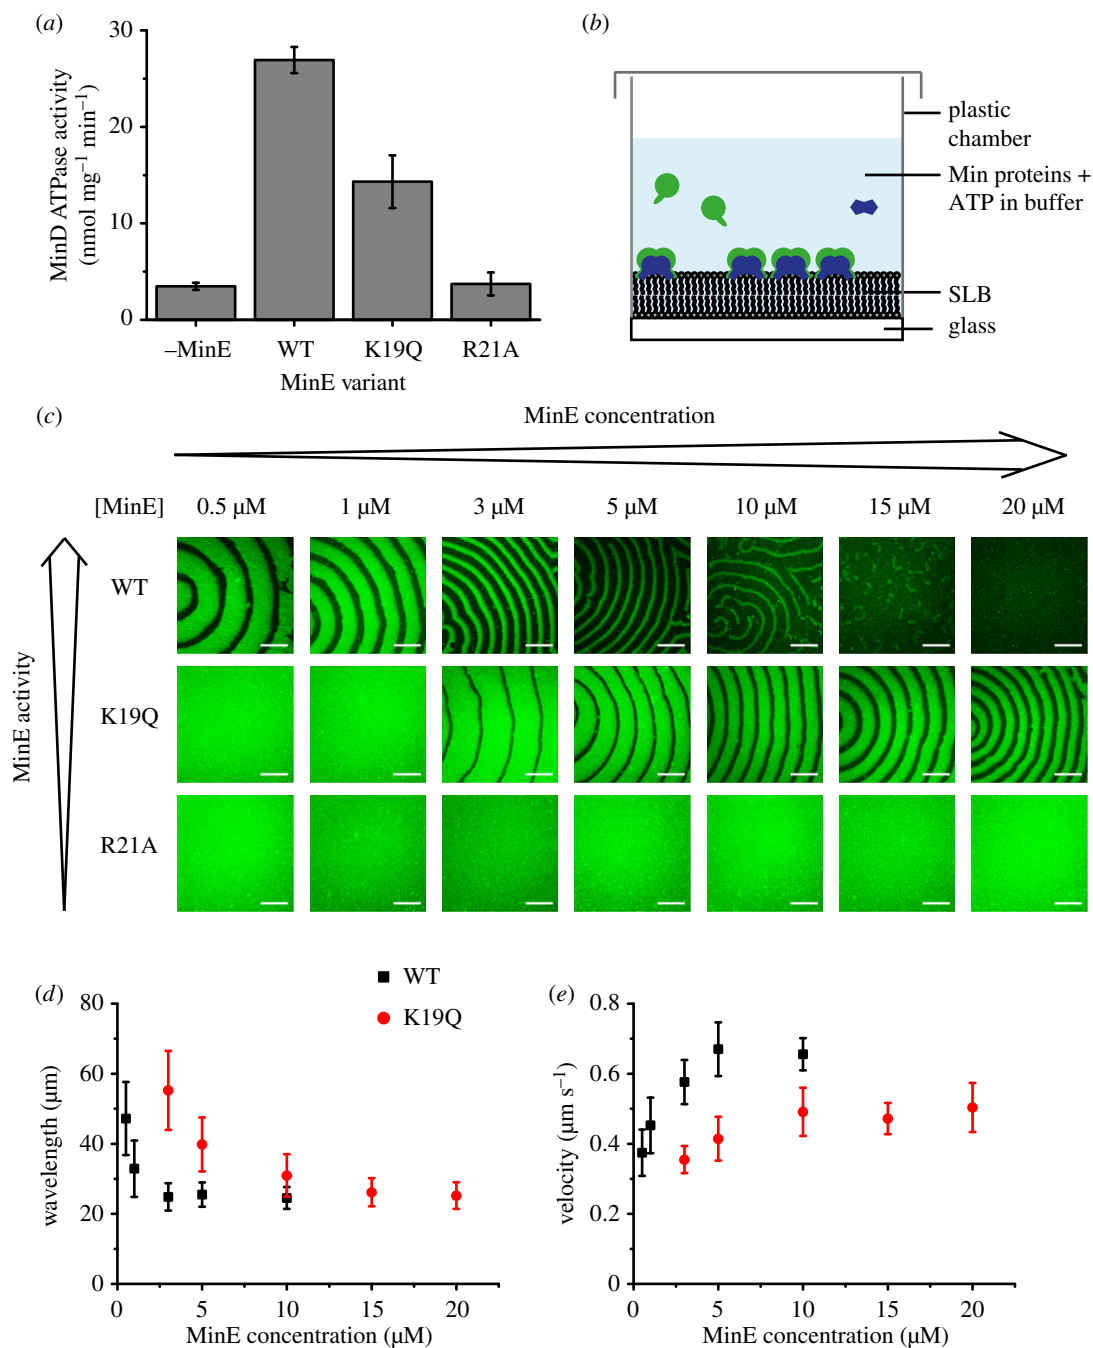 (a)
MinD ATPase activity
(nmol mg⁻¹ min⁻¹)
30
20
10
0
–MinE WT K19Q R21A
MinE variant
(b)
plastic
chamber
Min proteins +
ATP in buffer
SLB
glass
(c)
MinE concentration
[MinE] 0.5 µM 1 µM 3 µM 5 µM 10 µM 15 µM 20 µM
MinE activity
WT
K19Q
R21A
WT
K19Q
(d)
wavelength (µm)
80
60
40
20
0
0 5 10 15 20
MinE concentration (µM)
(e)
velocity (µm s⁻¹)
0.8
0.6
0.4
0.2
0
0 5 10 15 20
MinE concentration (µM)